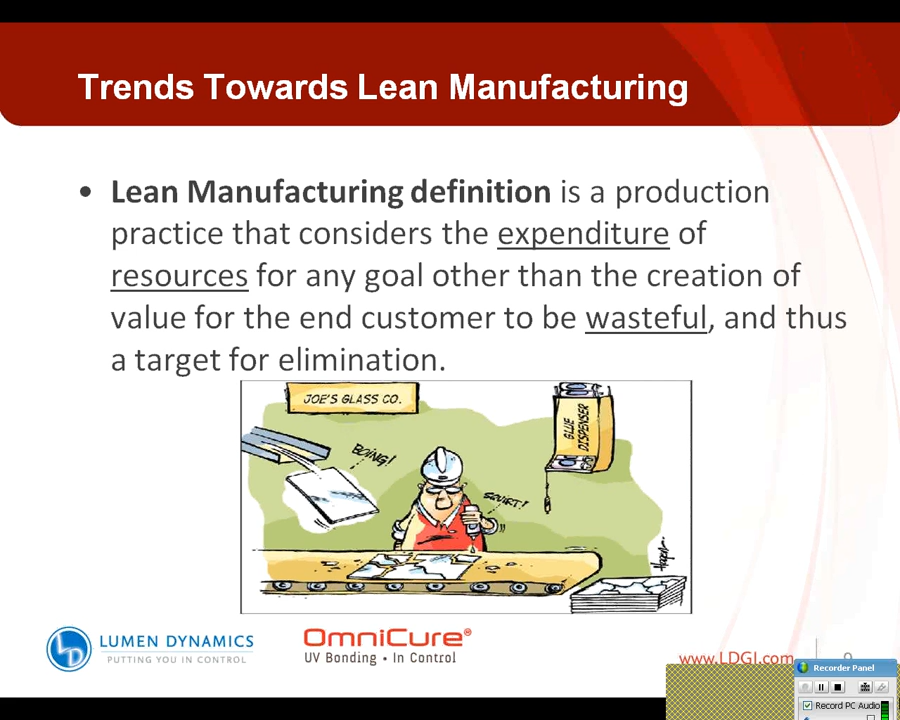 Trends Towards Lean Manufacturing
• Lean Manufacturing definition is a production
practice that considers the expenditure of
resources for any goal other than the creation of
value for the end customer to be wasteful, and thus
a target for elimination.
JOE'S GLASS CO.
BOING!
GLUE
DISPENSER
SQUIRT!
LUMEN DYNAMICS
PUTTING YOU IN CONTROL
OmniCure®
UV Bonding • In Control
www.LDGI.com
Recorder Panel
Record PC Audio